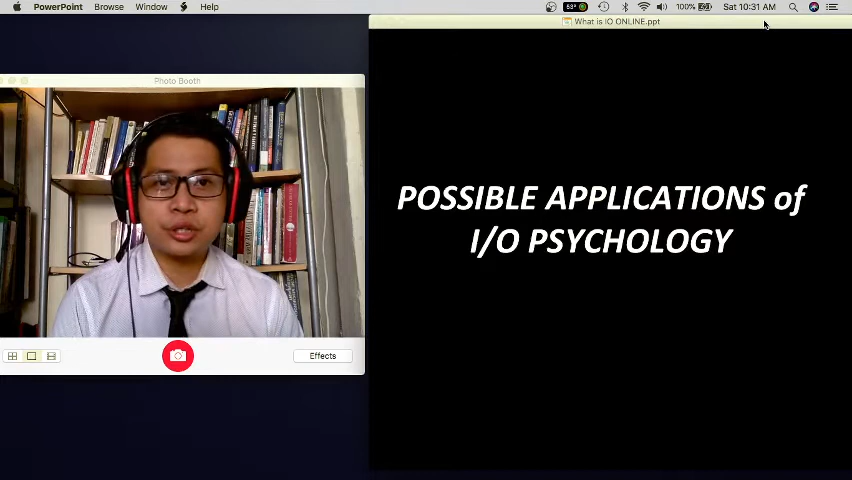 PowerPoint Browse Window Help
53° 100% Sat 10:31 AM
What is IO ONLINE.ppt
Photo Booth
POSSIBLE APPLICATIONS of
I/O PSYCHOLOGY
Effects